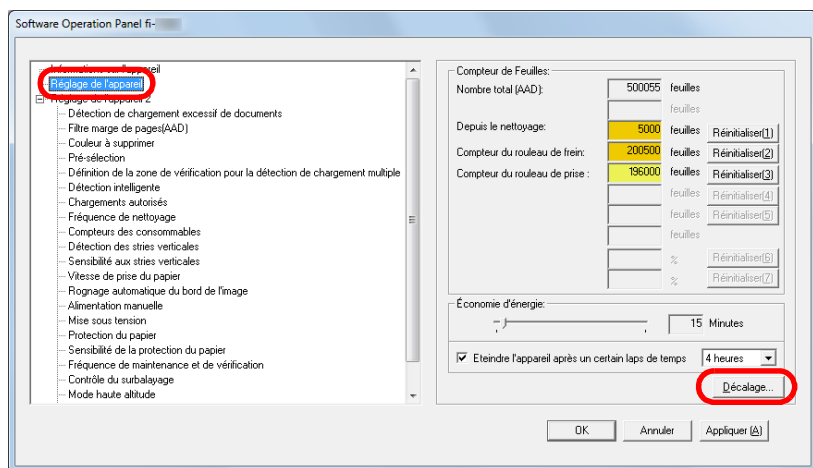 Software Operation Panel fi-
Informations sur l'appareil
Réglage de l'appareil
Réglage de l'appareil 2
Détection de chargement excessif de documents
Filtre marge de pages(AAD)
Couleur à supprimer
Pré-sélection
Définition de la zone de vérification pour la détection de chargement multiple
Détection intelligente
Chargements autorisés
Fréquence de nettoyage
Compteurs des consommables
Détection des stries verticales
Sensibilité aux stries verticales
Vitesse de prise du papier
Rognage automatique du bord de l'image
Alimentation manuelle
Mise sous tension
Protection du papier
Sensibilité de la protection du papier
Fréquence de maintenance et de vérification
Contrôle du surbalayage
Mode haute altitude
Compteur de Feuilles:
Nombre total (AAD): 500055 feuilles
feuilles
Depuis le nettoyage: 5000 feuilles Réinitialiser(1)
Compteur du rouleau de frein: 200500 feuilles Réinitialiser(2)
Compteur du rouleau de prise : 196000 feuilles Réinitialiser(3)
feuilles Réinitialiser(4)
feuilles Réinitialiser(5)
feuilles
% Réinitialiser(6)
% Réinitialiser(7)
Économie d'énergie:
15 Minutes
Eteindre l'appareil après un certain laps de temps 4 heures
Décalage...
OK Annuler Appliquer (A)